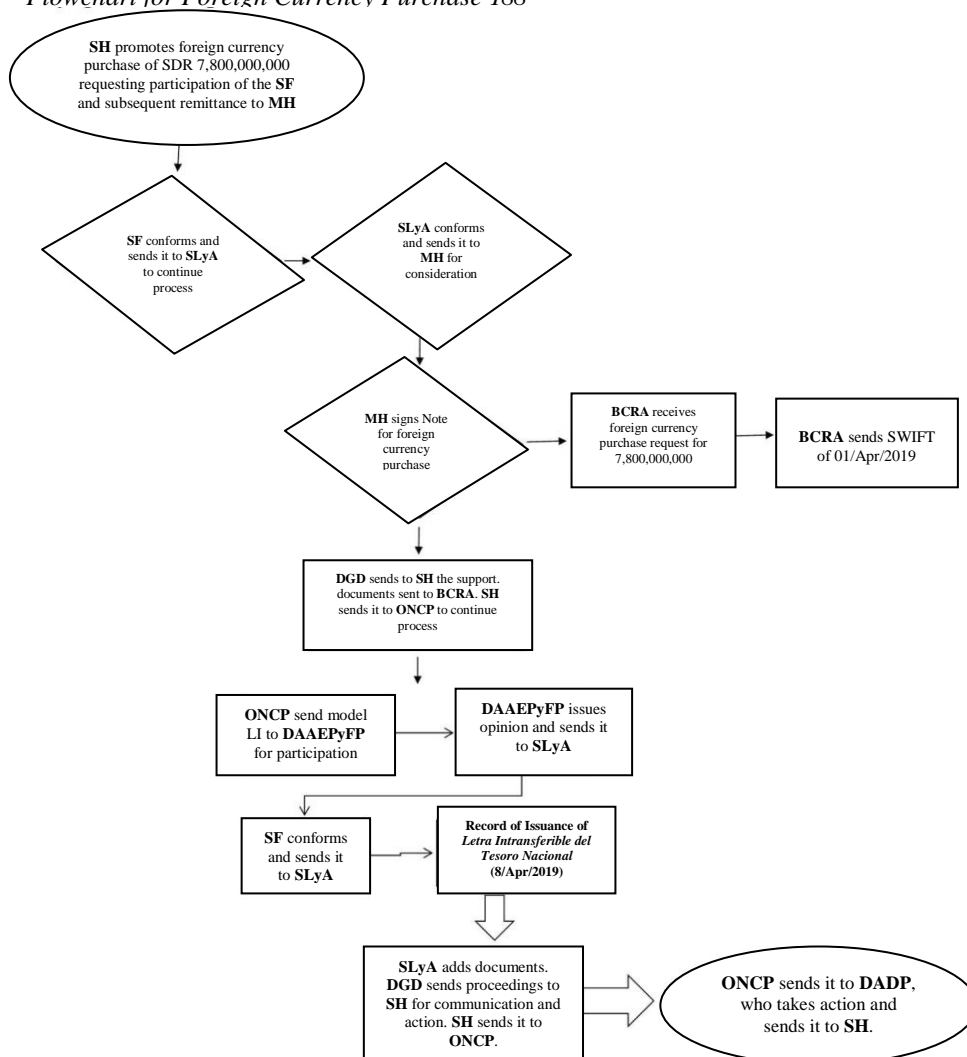 Flowchart for Foreign Currency Purchase 188
SH promotes foreign currency
purchase of SDR 7,800,000,000
requesting participation of the SF
and subsequent remittance to MH
SF conforms and
sends it to SLyA
to continue
process
SLyA conforms
and sends it to
MH for
consideration
MH signs Note
for foreign
currency
purchase
BCRA receives
foreign currency
purchase request for
7,800,000,000
BCRA sends SWIFT
of 01/Apr/2019
DGD sends to SH the support.
documents sent to BCRA. SH
sends it to ONCP to continue
process
ONCP send model
LI to DAAEPyFP
for participation
DAAEPyFP issues
opinion and sends it
to SLyA
SF conforms
and sends it
to SLyA
Record of Issuance of
Letra Intransferible del
Tesoro Nacional
(8/Apr/2019)
SLyA adds documents.
DGD sends proceedings to
SH for communication and
action. SH sends it to
ONCP.
ONCP sends it to DADP,
who takes action and
sends it to SH.